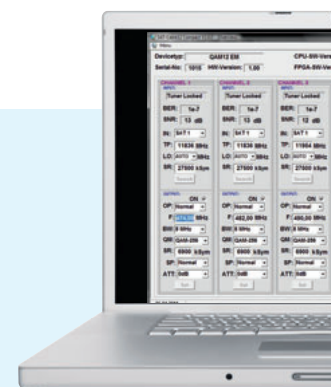 Menu
Devicetyp: QAM12 EM CPU-SW-Vers
Serial-No: 1015 HW-Version: 1.00 FPGA-SW-Ver
CHANNEL 1 CHANNEL 2 CHANNEL 3
INPUT: INPUT: INPUT:
Tuner Locked Tuner Locked Tuner Locked
BER: 1e-7 BER: 1e-7 BER: 1e-7
SNR: 13 dB SNR: 13 dB SNR: 12 dB
IN: SAT 1 IN: SAT 1 IN: SAT 1
TP: 11836 MHz TP: 11836 MHz TP: 11954 MHz
LO: AUTO MHz LO: AUTO MHz LO: AUTO MHz
SR: 27500 kSym SR: 27500 kSym SR: 27500 kSym
Search Search Search
OUTPUT: OUTPUT: OUTPUT:
ON ON ON
OP: Normal OP: Normal OP: Normal
F: 474,00 MHz F: 482,00 MHz F: 490,00 MHz
BW: 8 MHz BW: 8 MHz BW: 8 MHz
QM: QAM-256 QM: QAM-256 QM: QAM-256
SR: 6900 kSym SR: 6900 kSym SR: 6900 kSym
SP: Normal SP: Normal SP: Normal
ATT: 0dB ATT: 0dB ATT: 0dB
Set Set Set